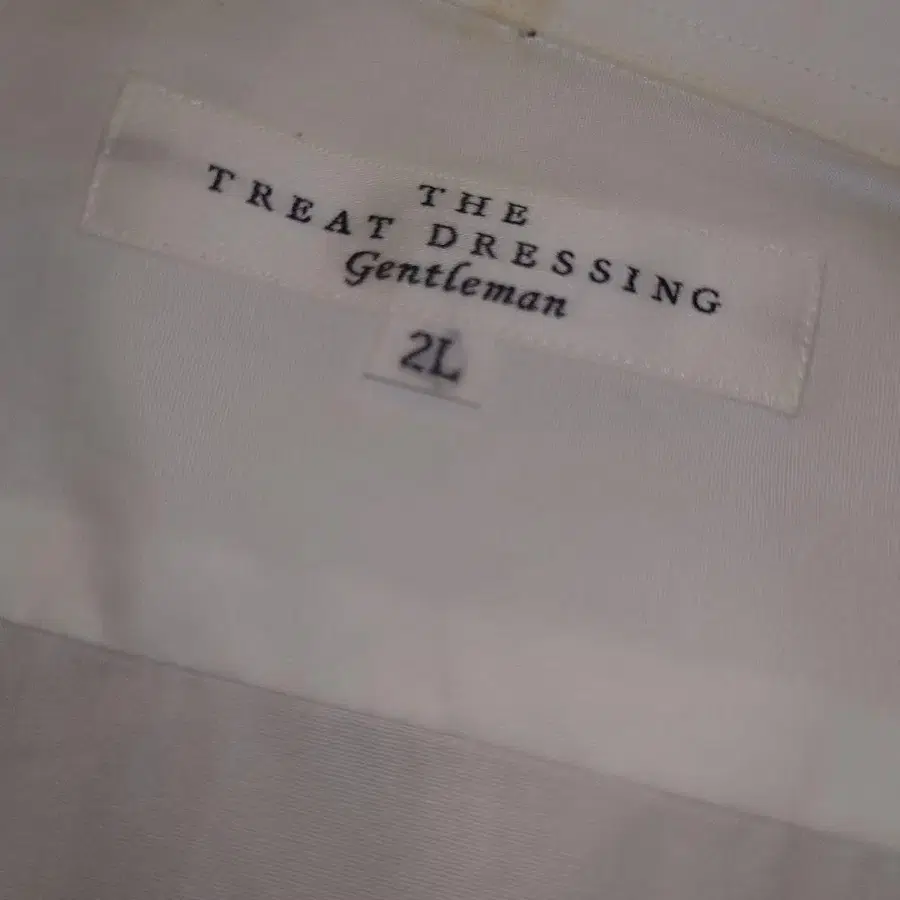 THE
TREAT DRESSING
Gentleman
2L